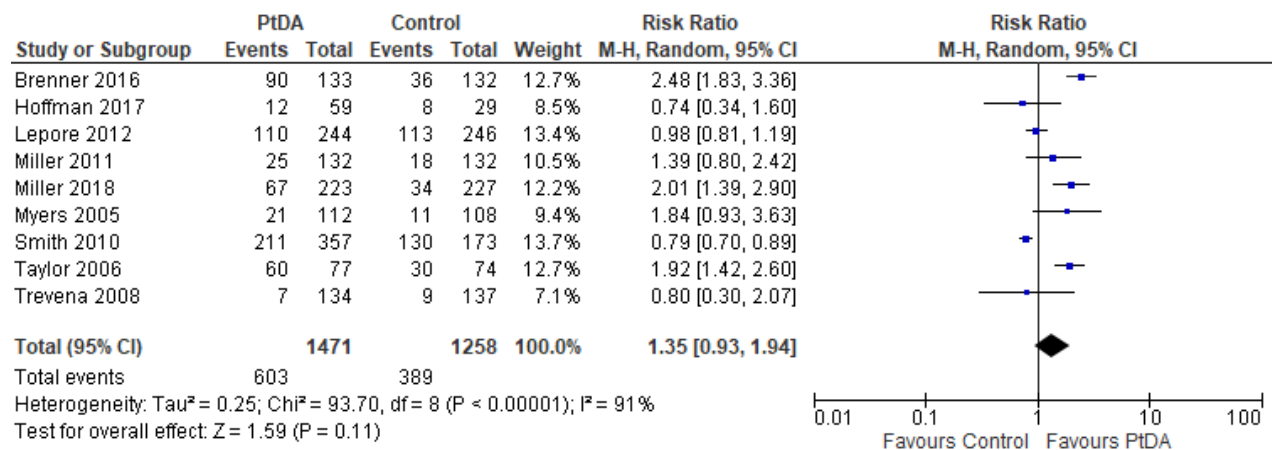 PtDA Control Risk Ratio Risk Ratio
Study or Subgroup Events Total Events Total Weight M-H, Random, 95% CI M-H, Random, 95% CI
Brenner 2016 90 133 36 132 12.7% 2.48 [1.83, 3.36]
Hoffman 2017 12 59 8 29 8.5% 0.74 [0.34, 1.60]
Lepore 2012 110 244 113 246 13.4% 0.98 [0.81, 1.19]
Miller 2011 25 132 18 132 10.5% 1.39 [0.80, 2.42]
Miller 2018 67 223 34 227 12.2% 2.01 [1.39, 2.90]
Myers 2005 21 112 11 108 9.4% 1.84 [0.93, 3.63]
Smith 2010 211 357 130 173 13.7% 0.79 [0.70, 0.89]
Taylor 2006 60 77 30 74 12.7% 1.92 [1.42, 2.60]
Trevena 2008 7 134 9 137 7.1% 0.80 [0.30, 2.07]
Total (95% CI) 1471 1258 100.0% 1.35 [0.93, 1.94]
Total events 603 389
Heterogeneity: Tau² = 0.25; Chi² = 93.70, df = 8 (P < 0.00001); I² = 91%
Test for overall effect: Z = 1.59 (P = 0.11)
0.01 0.1 1 10 100
Favours Control Favours PtDA